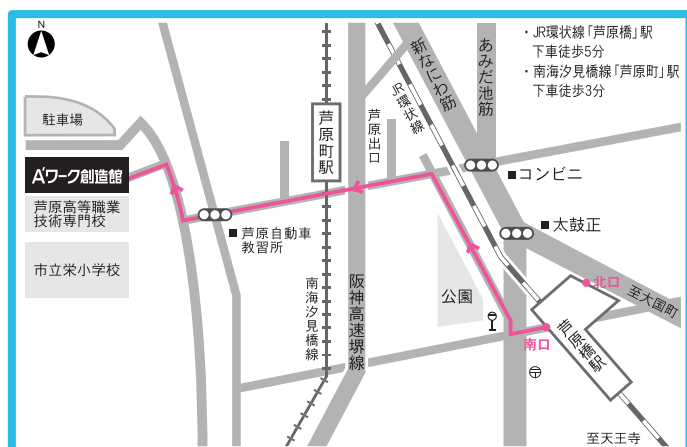 N
・JR環状線「芦原橋」駅
下車徒歩5分
・南海汐見橋線「芦原町」駅
下車徒歩3分
新なにわ筋
あみだ池筋
JR環状線
駐車場
芦原町駅
芦原出口
A'ワーク創造館
コンビニ
芦原高等職業
技術専門校
太鼓正
芦原自動車
教習所
市立栄小学校
南海汐見橋線
阪神高速堺線
公園
北口
至大国町
南口
芦原橋駅
至天王寺